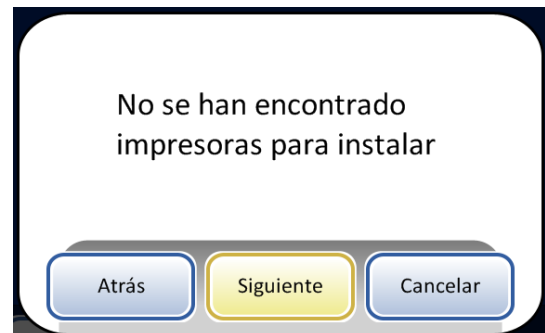 No se han encontrado
impresoras para instalar
Atrás Siguiente Cancelar